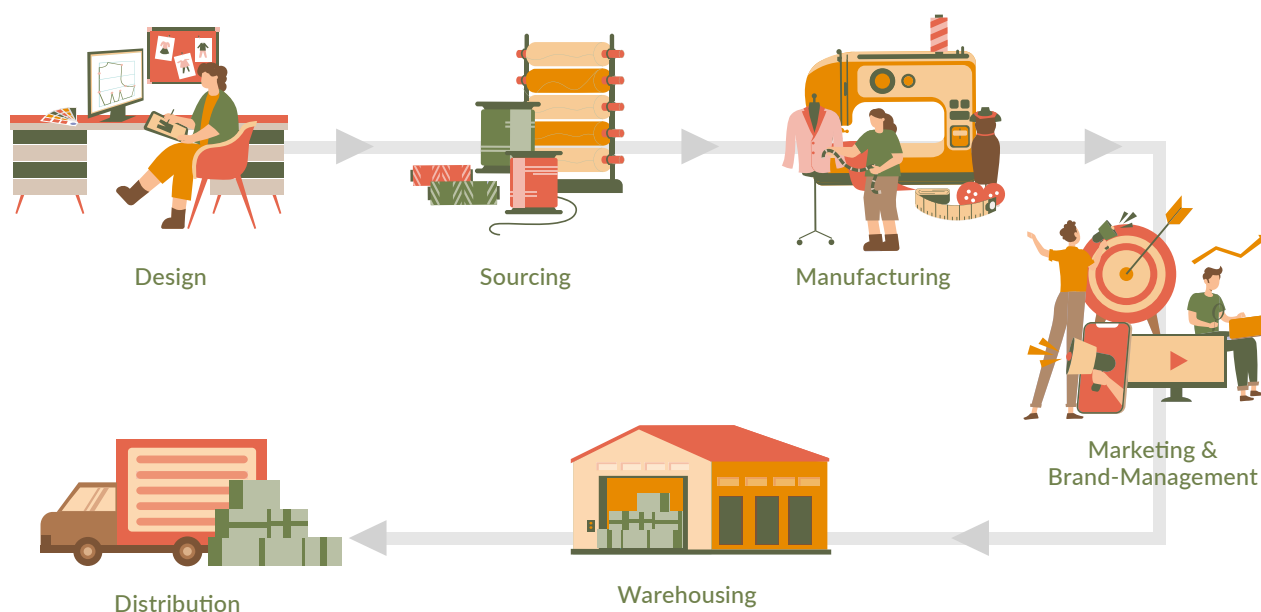 Design
Sourcing
Manufacturing
Marketing &
Brand-Management
Warehousing
Distribution